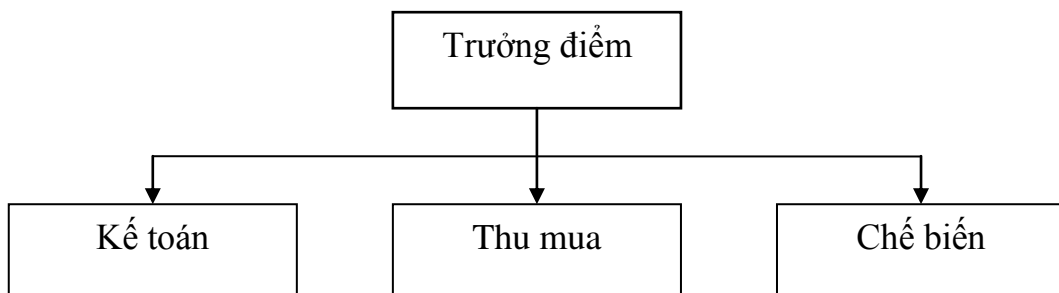 Trưởng điểm
Kế toán
Thu mua
Chế biến